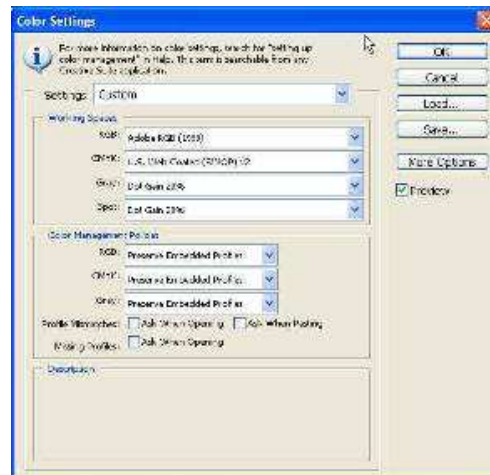 Color Settings
For more information on color settings, search for "setting up
color management" in Help. This term is searchable from any
Creative Suite application.
OK
Cancel
Load...
Save...
More Options
Preview
Settings: Custom
Working Spaces
RGB: Adobe RGB (1998)
CMYK: U.S. Web Coated (SWOP) v2
Gray: Dot Gain 20%
Spot: Dot Gain 20%
Color Management Policies
RGB: Preserve Embedded Profiles
CMYK: Preserve Embedded Profiles
Gray: Preserve Embedded Profiles
Profile Mismatches: Ask When Opening Ask When Pasting
Missing Profiles: Ask When Opening
Description